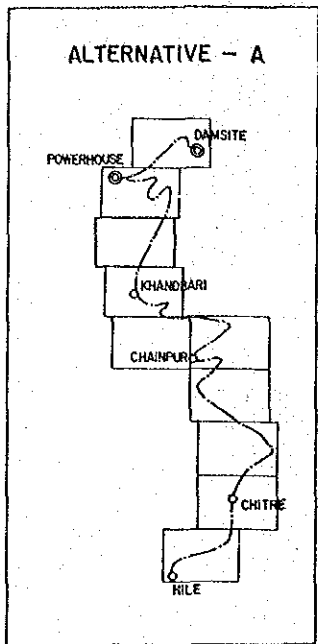 ALTERNATIVE - A
DAMSITE
POWERHOUSE
KHANDBARI
CHAINPUR
CHITRE
HILE